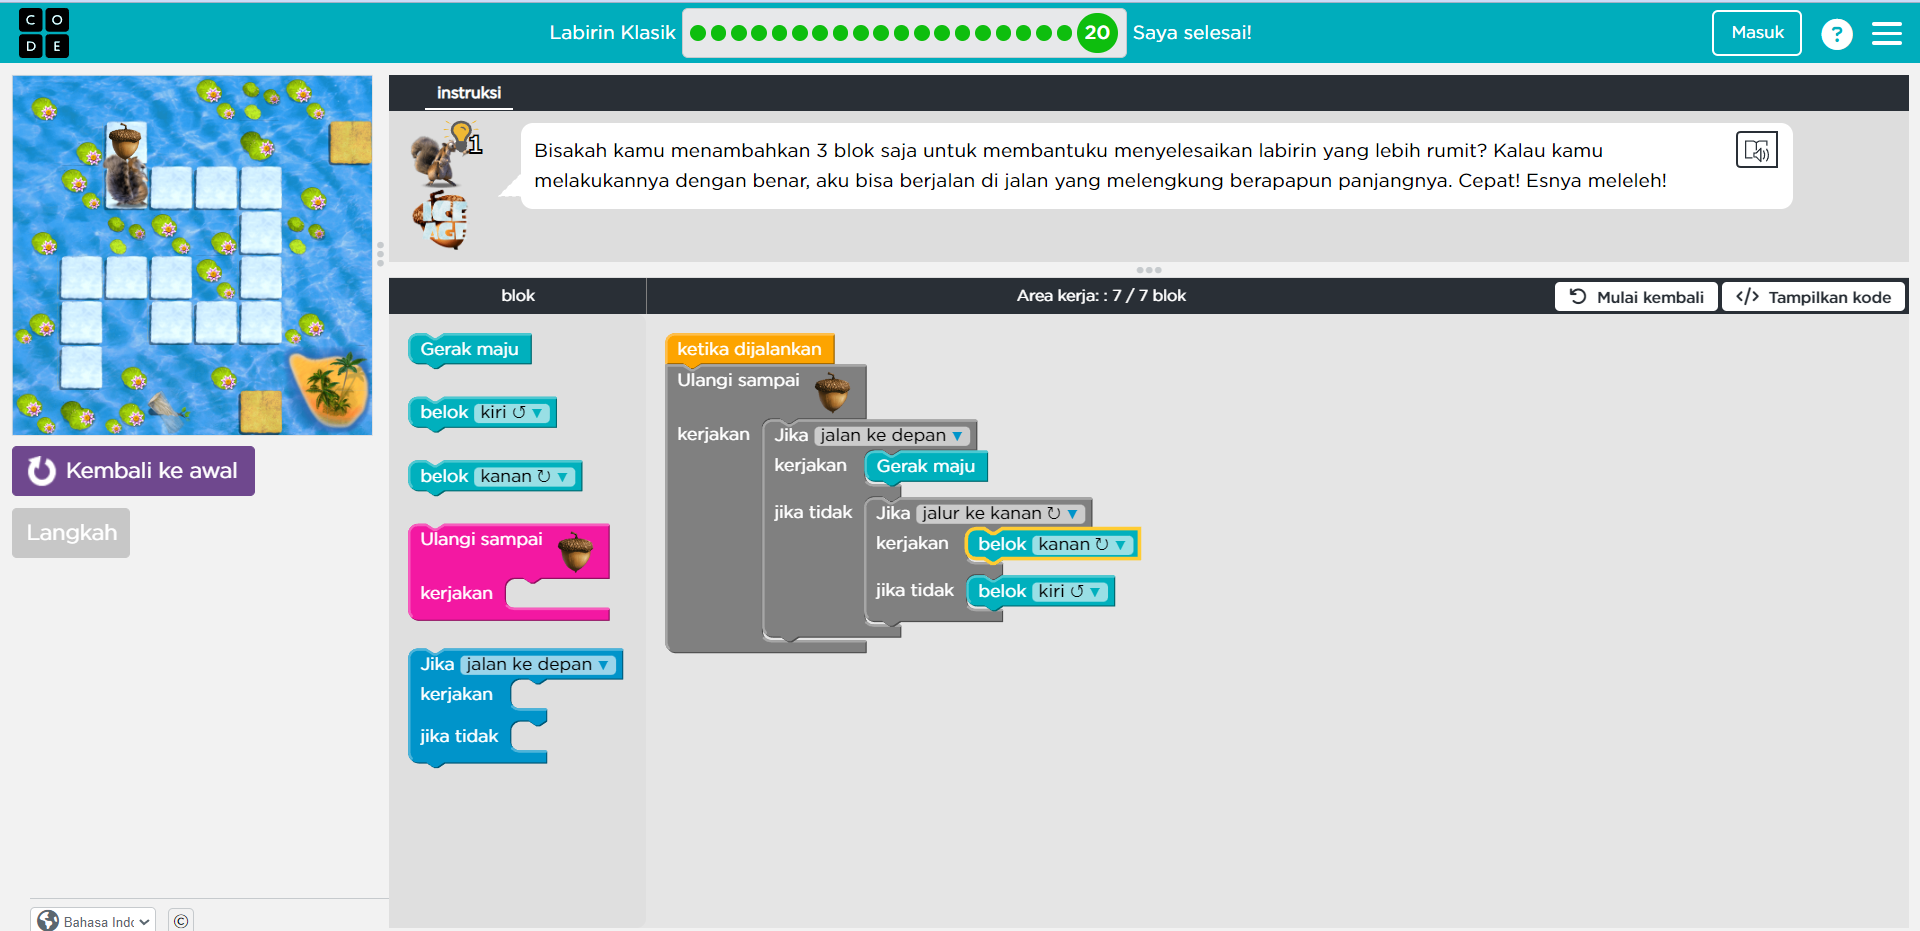 C O
D E
Labirin Klasik
20
Saya selesai!
Masuk
?
instruksi
1
Bisakah kamu menambahkan 3 blok saja untuk membantuku menyelesaikan labirin yang lebih rumit? Kalau kamu
melakukannya dengan benar, aku bisa berjalan di jalan yang melengkung berapapun panjangnya. Cepat! Esnya meleleh!
ICE
AGE
blok
Area kerja: : 7 / 7 blok
Mulai kembali
</> Tampilkan kode
Gerak maju
belok kiri ↺ ▼
belok kanan ↻ ▼
Ulangi sampai
kerjakan
Jika jalan ke depan ▼
kerjakan
jika tidak
ketika dijalankan
Ulangi sampai
kerjakan
Jika jalan ke depan ▼
kerjakan
Gerak maju
jika tidak
Jika jalur ke kanan ↻ ▼
kerjakan
belok kanan ↻ ▼
jika tidak
belok kiri ↺ ▼
Kembali ke awal
Langkah
Bahasa Indo
©